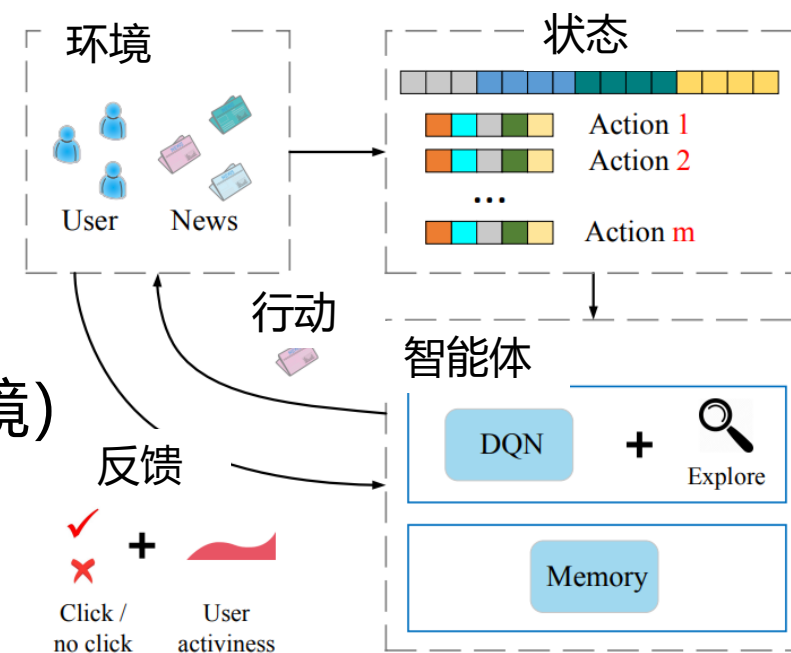 环境
User
News
状态
Action 1
Action 2
...
Action m
行动
智能体
境）
DQN
+
Explore
反馈
+
Memory
Click /
no click
User
activiness